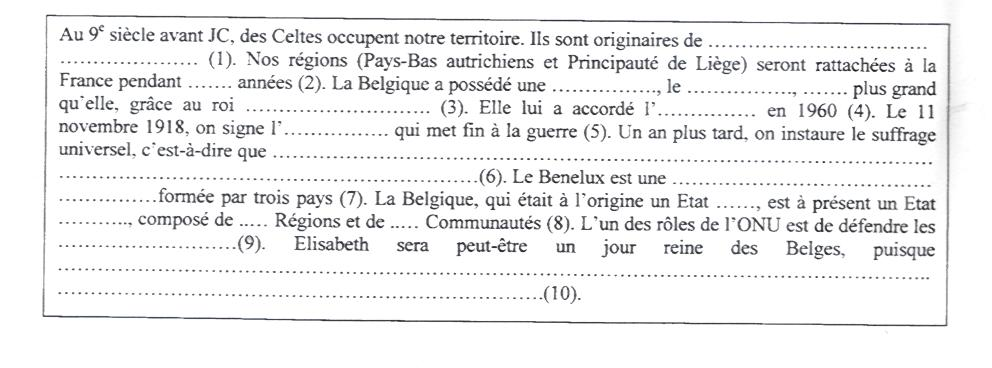 Au 9e siècle avant JC, des Celtes occupent notre territoire. Ils sont originaires de ................................
.................... (1). Nos régions (Pays-Bas autrichiens et Principauté de Liège) seront rattachées à la
France pendant ....... années (2). La Belgique a possédé une ..............., le ..............., ....... plus grand
qu'elle, grâce au roi ........................... (3). Elle lui a accordé l'............... en 1960 (4). Le 11
novembre 1918, on signe l'................ qui met fin à la guerre (5). Un an plus tard, on instaure le suffrage
universel, c'est-à-dire que ....................................................................................................
................................................................(6). Le Benelux est une ......................................
...............formée par trois pays (7). La Belgique, qui était à l'origine un Etat ......, est à présent un Etat
..........., composé de ..... Régions et de ..... Communautés (8). L'un des rôles de l'ONU est de défendre les
...........................(9). Elisabeth sera peut-être un jour reine des Belges, puisque
....................................................................................................................................
..........................................................................(10).